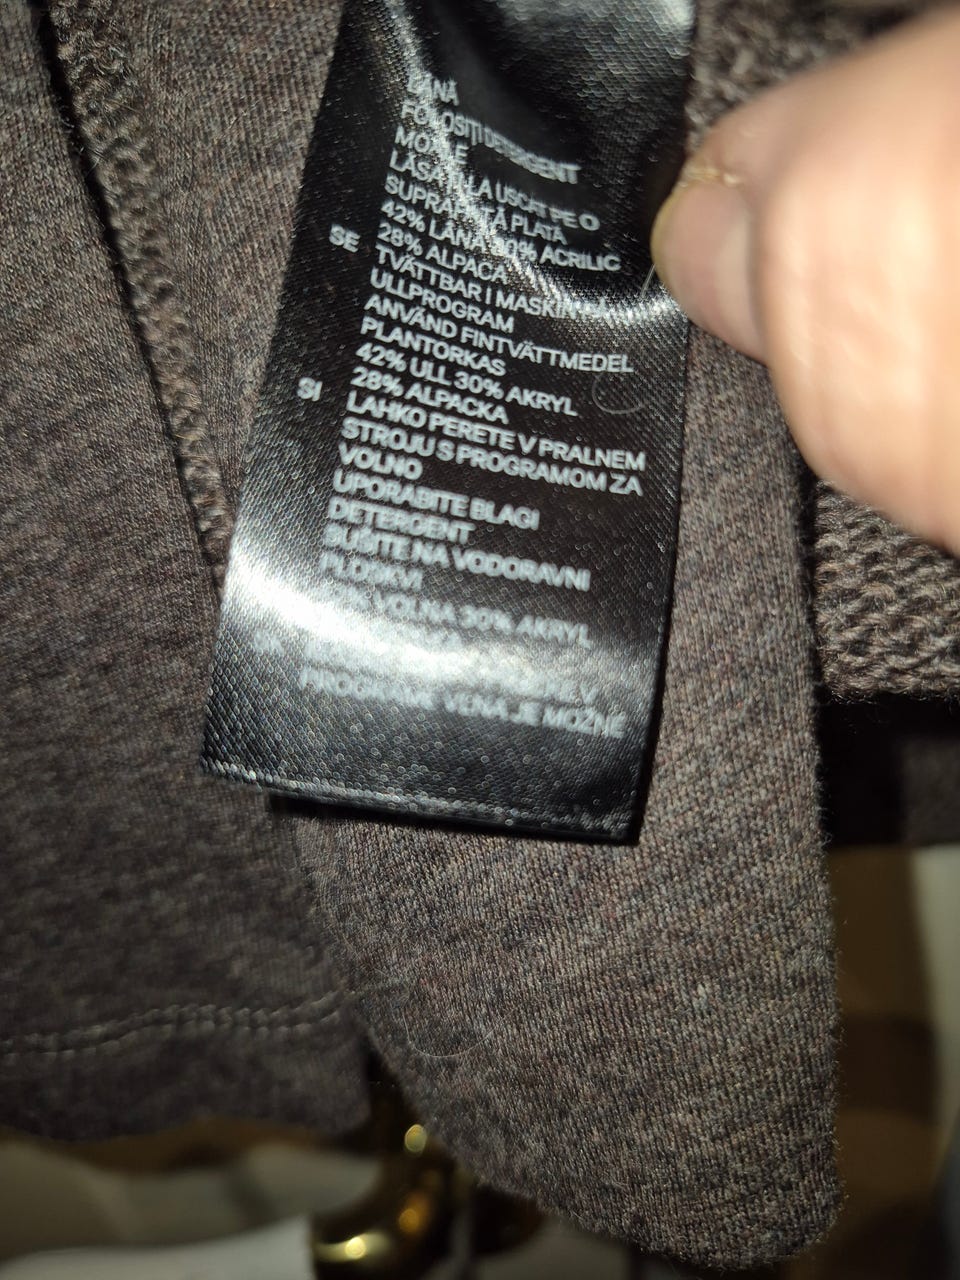 LÂNĂ
FOLOSIȚI DETERGENT
MOALE
LĂSAȚI LA USCAT PE O
SUPRAFAȚĂ PLATĂ
42% LÂNĂ 30% ACRILIC
28% ALPACA
SE TVÄTTBAR I MASKIN
ULLPROGRAM
ANVÄND FINTVÄTTMEDEL
PLANTORKAS
42% ULL 30% AKRYL
28% ALPACKA
SI LAHKO PERETE V PRALNEM
STROJU S PROGRAMOM ZA
VOLNO
UPORABITE BLAGI
DETERGENT
SUŠITE NA VODORAVNI
PLOSKVI
VOLNA 30% AKRYL
V
PROGRAME VLNA JE MOŽNÉ